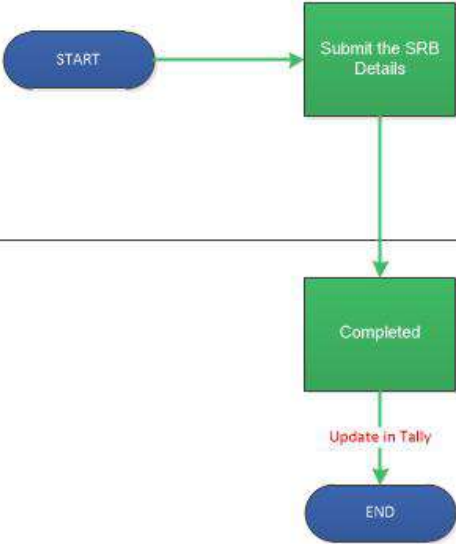 START
Submit the SRB
Details
Completed
Update in Tally
END